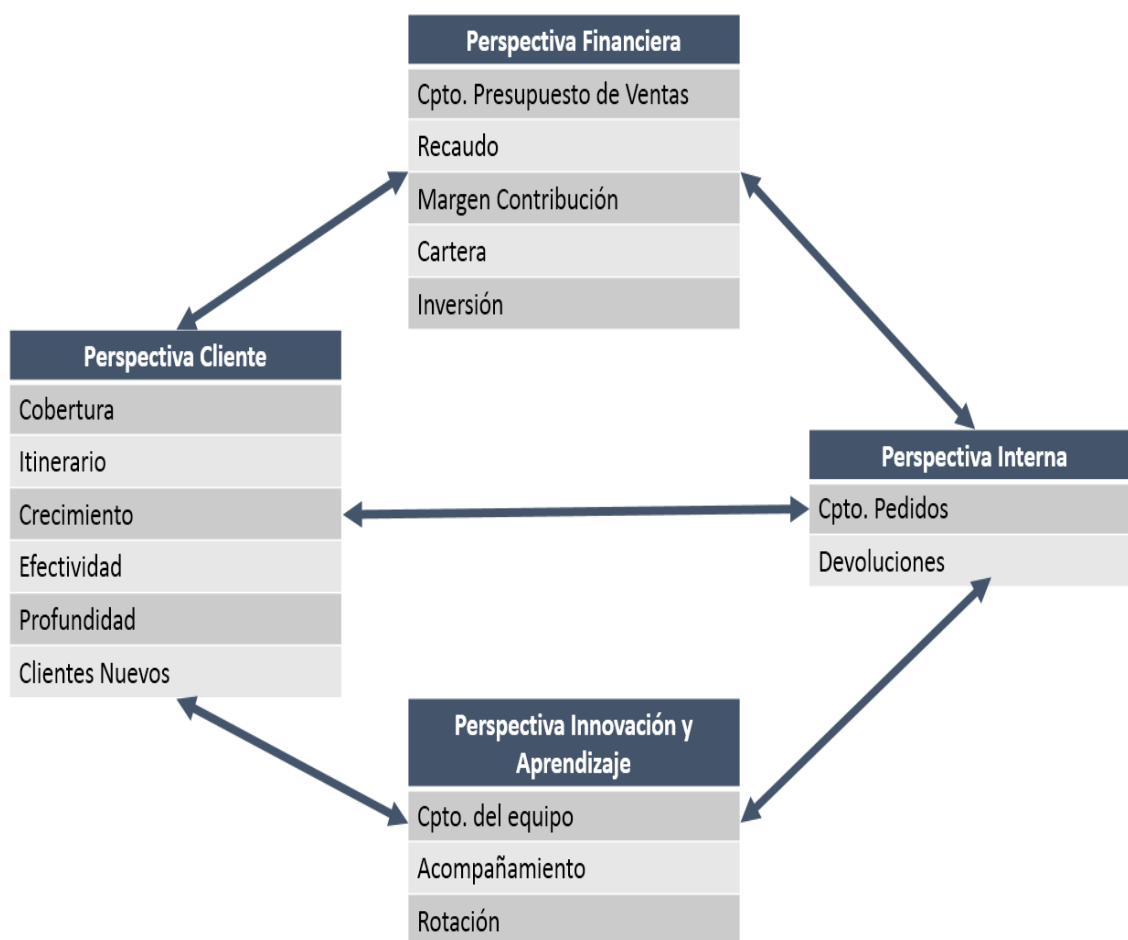 Perspectiva Financiera
Cpto. Presupuesto de Ventas
Recaudo
Margen Contribución
Cartera
Inversión
Perspectiva Cliente
Cobertura
Itinerario
Crecimiento
Efectividad
Profundidad
Clientes Nuevos
Perspectiva Interna
Cpto. Pedidos
Devoluciones
Perspectiva Innovación y
Aprendizaje
Cpto. del equipo
Acompañamiento
Rotación